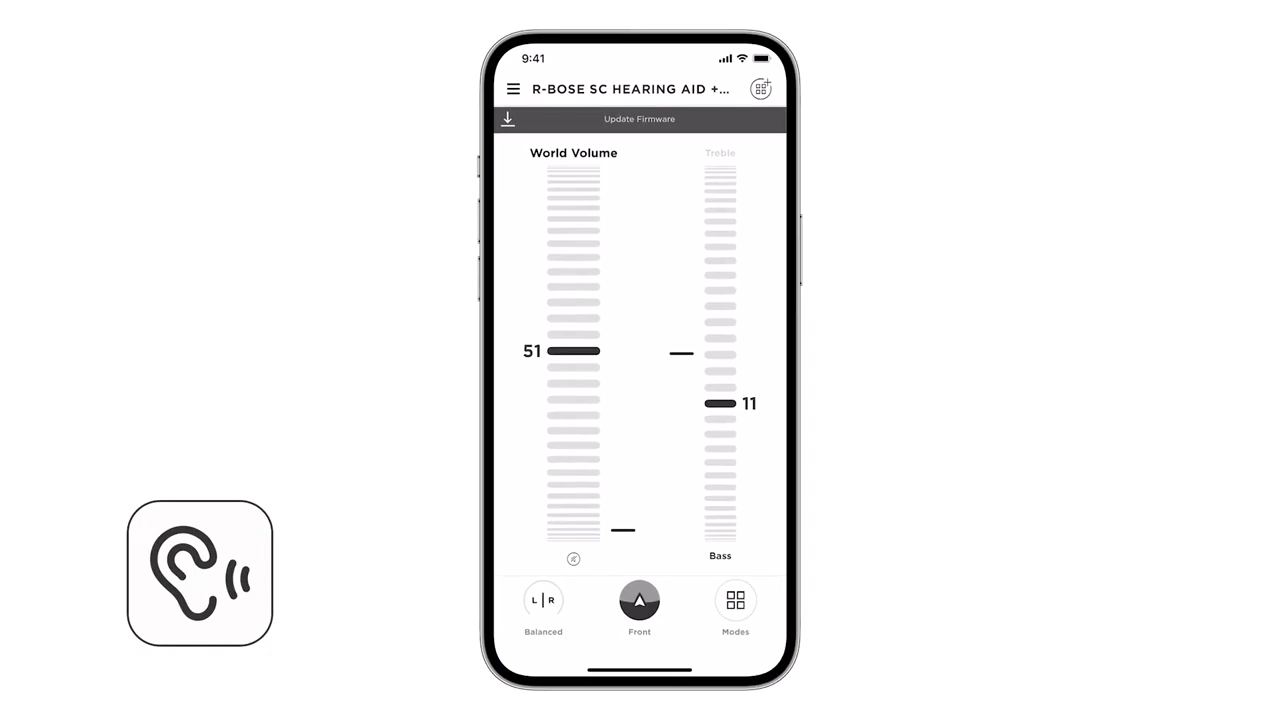 9:41
R-BOSE SC HEARING AID +...
Update Firmware
World Volume
Treble
51
11
Bass
L R
Balanced
Front
Modes